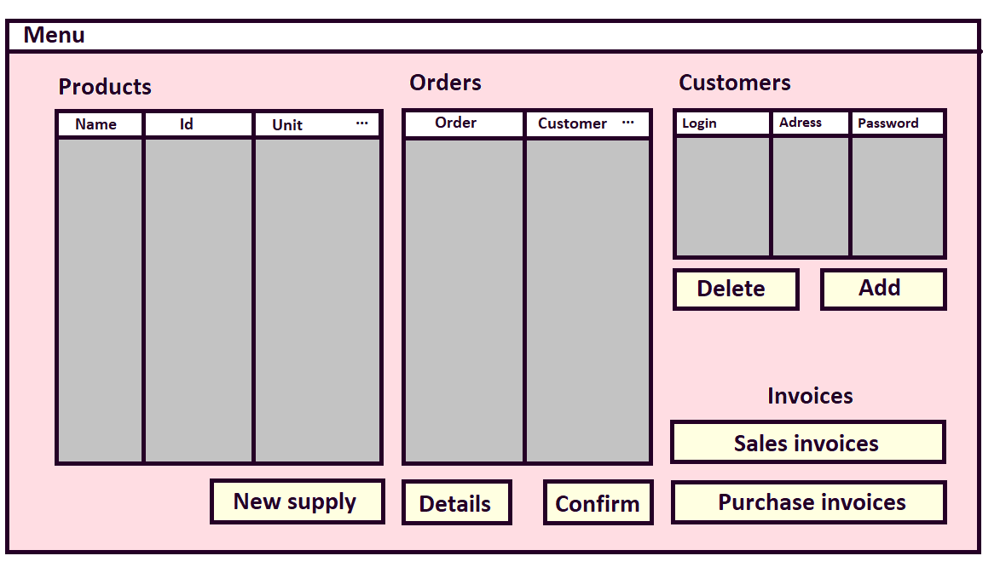 Menu
Products
Name Id Unit ...
New supply
Orders
Order Customer ...
Details Confirm
Customers
Login Adress Password
Delete Add
Invoices
Sales invoices
Purchase invoices